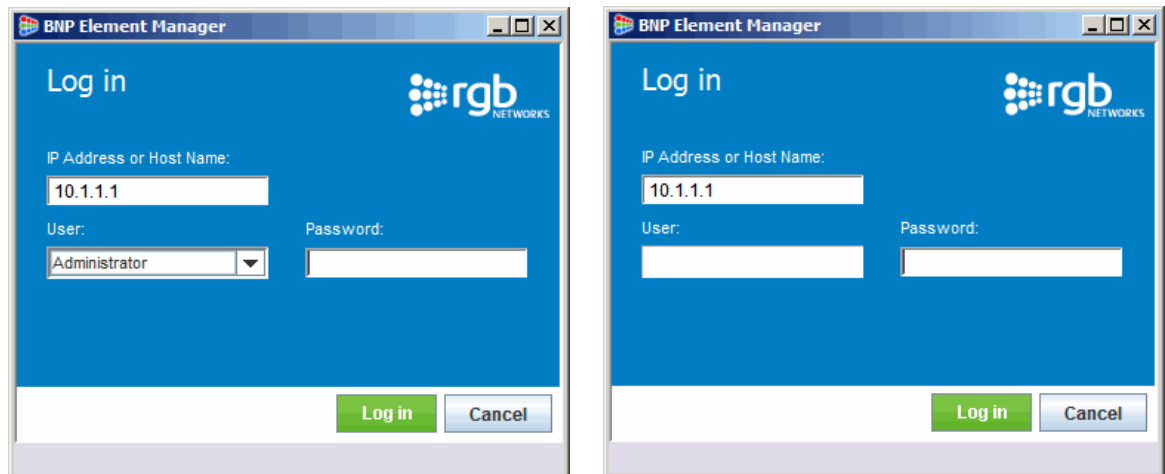 BNP Element Manager
Log in
rgb
NETWORKS
IP Address or Host Name:
10.1.1.1
User:
Password:
Administrator
Log in
Cancel
BNP Element Manager
Log in
rgb
NETWORKS
IP Address or Host Name:
10.1.1.1
User:
Password:
Log in
Cancel